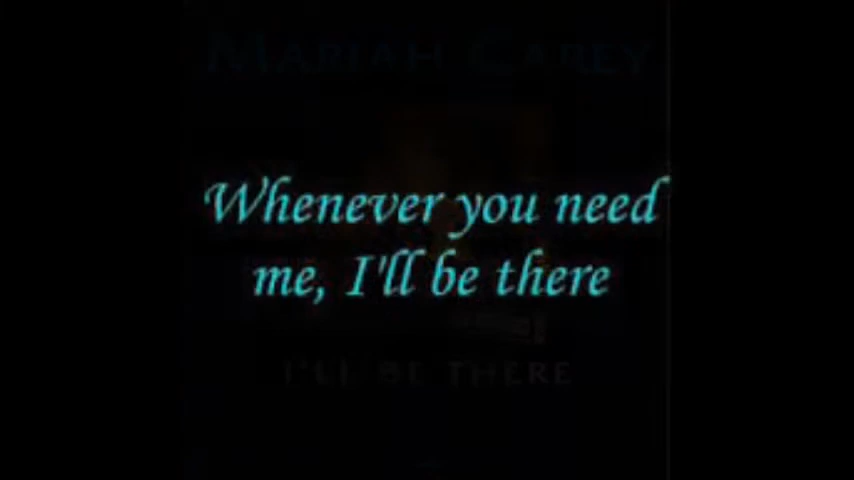 MARIAH CAREY
Whenever you need
me, I'll be there
I'LL BE THERE